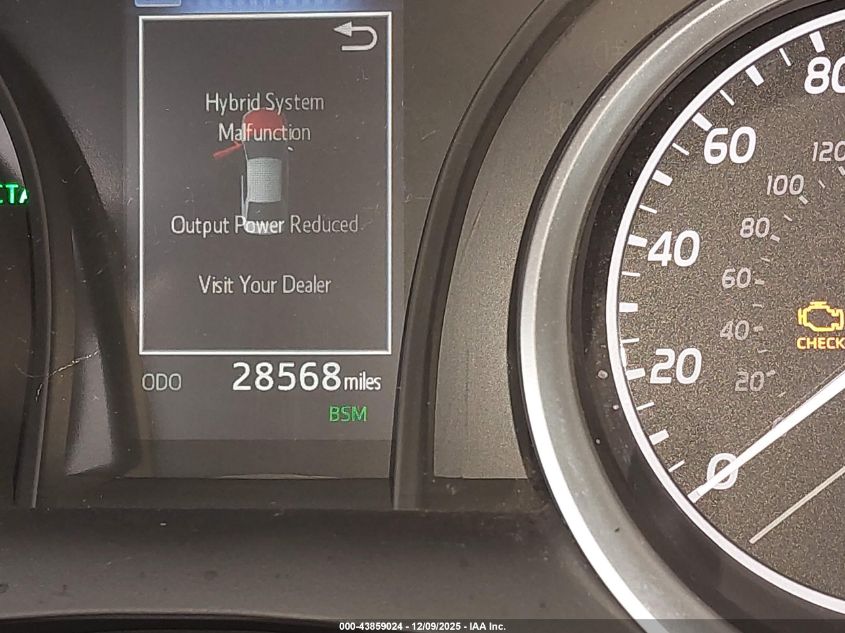 Hybrid System
Malfunction
Output Power Reduced
Visit Your Dealer
ODO 28568 miles
BSM
80
60
40
20
0
120
100
80
60
40
20
CHECK
000-43859024 - 12/09/2025 - IAA Inc.